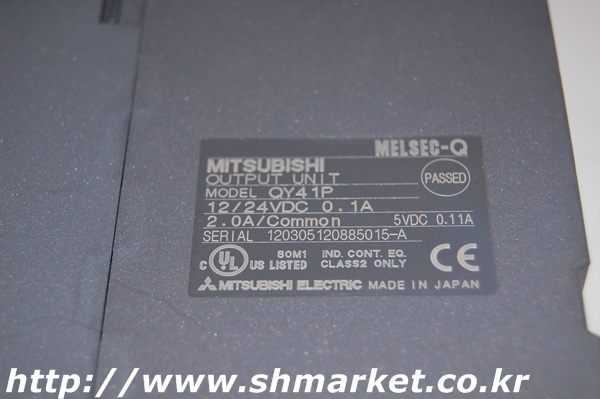 MELSEC-Q
MITSUBISHI
OUTPUT UNIT
PASSED
MODEL QY41P
12/24VDC 0.1A
2.0A/Common 5VDC 0.11A
SERIAL 120305120885015-A
C UL US LISTED 80M1 IND. CONT. EQ. CLASS2 ONLY CE
MITSUBISHI ELECTRIC MADE IN JAPAN
http://www.shmarket.co.kr